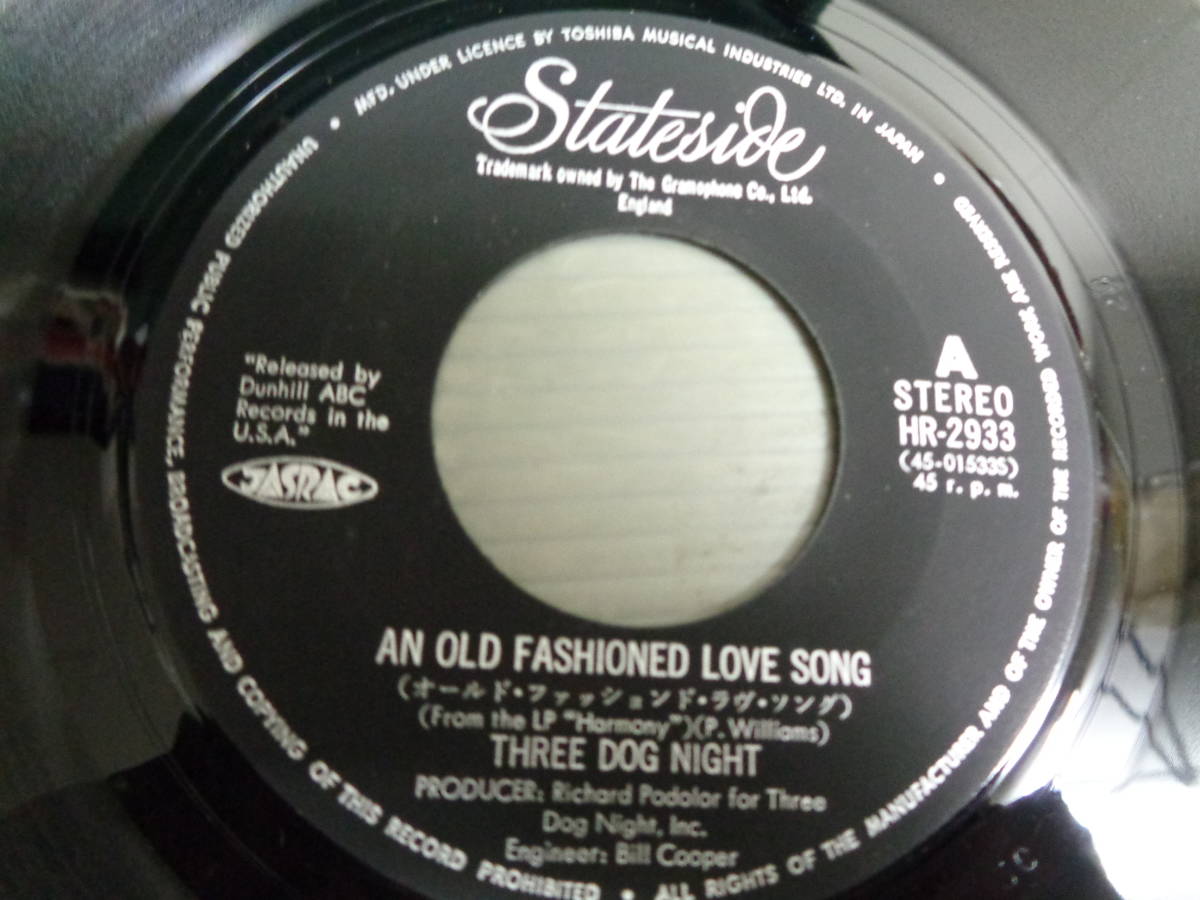 MFD. UNDER LICENCE BY TOSHIBA MUSICAL INDUSTRIES LTD. IN JAPAN •
Stateside
Trademark owned by The Gramophone Co., Ltd.
England
"Released by
Dunhill ABC
Records in the
U.S.A."
JASRAC
A
STEREO
HR-2933
(45-01533S)
45 r.p.m.
AN OLD FASHIONED LOVE SONG
(オールド・ファッションド・ラヴ・ソング)
(From the LP "Harmony")(P. Williams)
THREE DOG NIGHT
PRODUCER: Richard Podolor for Three
Dog Night, Inc.
Engineer: Bill Cooper
ALL RIGHTS OF THE MANUFACTURER AND OF THE OWNER OF THE RECORDED WORK ARE RESERVED •
UNAUTHORIZED PUBLIC PERFORMANCE, BROADCASTING AND COPYING OF THIS RECORD PROHIBITED •